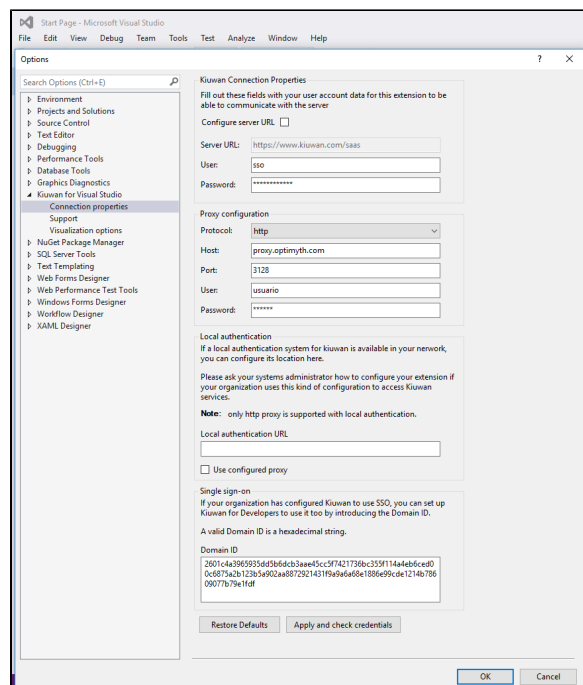 Start Page - Microsoft Visual Studio
File Edit View Debug Team Tools Test Analyze Window Help
Options ? ×
Search Options (Ctrl+E)
Environment
Projects and Solutions
Source Control
Text Editor
Debugging
Performance Tools
Database Tools
Graphics Diagnostics
Kiuwan for Visual Studio
Connection properties
Support
Visualization options
NuGet Package Manager
SQL Server Tools
Text Templating
Web Forms Designer
Web Performance Test Tools
Windows Forms Designer
Workflow Designer
XAML Designer
Kiuwan Connection Properties
Fill out these fields with your user account data for this extension to be
able to communicate with the server
Configure server URL
Server URL: https://www.kiuwan.com/saas
User: sso
Password: ************
Proxy configuration
Protocol: http
Host: proxy.optimyth.com
Port: 3128
User: usuario
Password: ******
Local authentication
If a local authentication system for kiuwan is available in your nerwork,
you can configure its location here.
Please ask your systems administrator how to configure your extension if
your organization uses this kind of configuration to access Kiuwan
services.
Note: only http proxy is supported with local authentication.
Local authentication URL
Use configured proxy
Single sign-on
If your organization has configured Kiuwan to use SSO, you can set up
Kiuwan for Developers to use it too by introducing the Domain ID.
A valid Domain ID is a hexadecimal string.
Domain ID
2601c4a3965935dd5b6dcb3aae45cc5f7421736bc355f114a4eb6ced0
0c6875a2b123b5a902aa8872921431f9a9a6a68e1886e99cde1214b786
09077b79e1fdf
Restore Defaults Apply and check credentials
OK Cancel